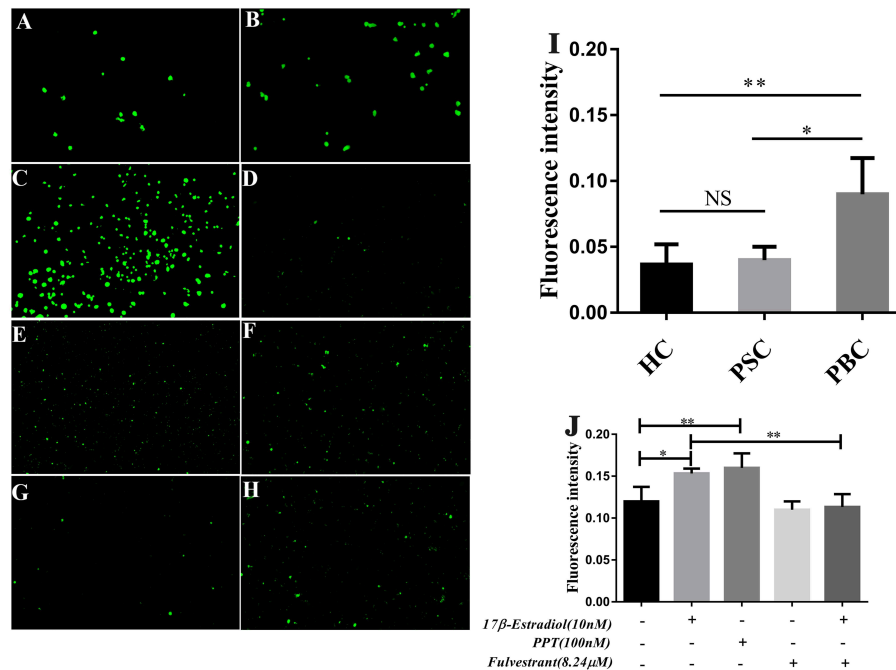 A
B
C
D
E
F
G
H
I
Fluorescence intensity
0.20
0.15
0.10
0.05
0.00
**
*
NS
HC
PSC
PBC
J
Fluorescence intensity
0.20
0.15
0.10
0.05
0.00
**
*
**
17β-Estradiol(10nM) - + - - +
PPT(100nM) - - + - -
Fulvestrant(8.24μM) - - - + +